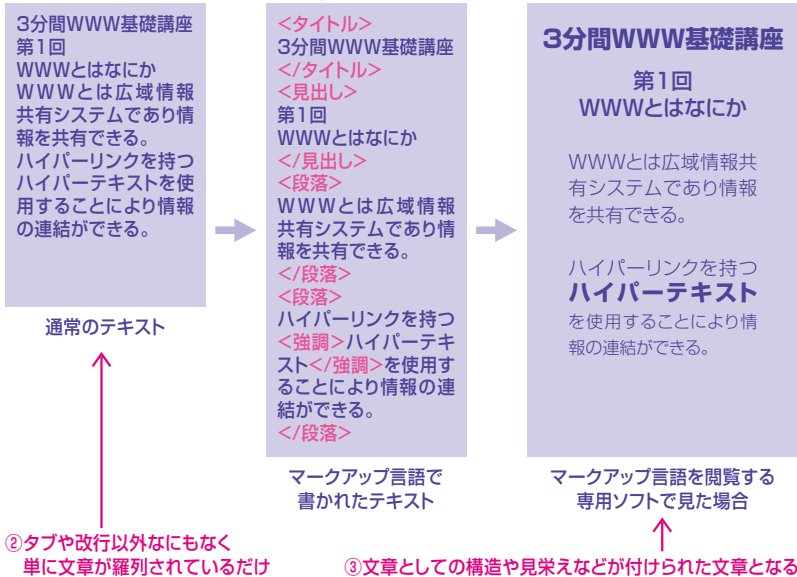 3分間WWW基礎講座
第1回
WWWとはなにか
WWWとは広域情報
共有システムであり情
報を共有できる。
ハイパーリンクを持つ
ハイパーテキストを使
用することにより情報
の連結ができる。
通常のテキスト
②タブや改行以外なにもなく
単に文章が羅列されているだけ
<タイトル>
3分間WWW基礎講座
</タイトル>
<見出し>
第1回
WWWとはなにか
</見出し>
<段落>
WWWとは広域情報
共有システムであり情
報を共有できる。
</段落>
<段落>
ハイパーリンクを持つ
<強調>ハイパーテキ
スト</強調>を使用す
ることにより情報の連
結ができる。
</段落>
マークアップ言語で
書かれたテキスト
3分間WWW基礎講座
第1回
WWWとはなにか
WWWとは広域情報共
有システムであり情報
を共有できる。
ハイパーリンクを持つ
ハイパーテキスト
を使用することにより情
報の連結ができる。
マークアップ言語を閲覧する
専用ソフトで見た場合
③文章としての構造や見栄えなどが付けられた文章となる